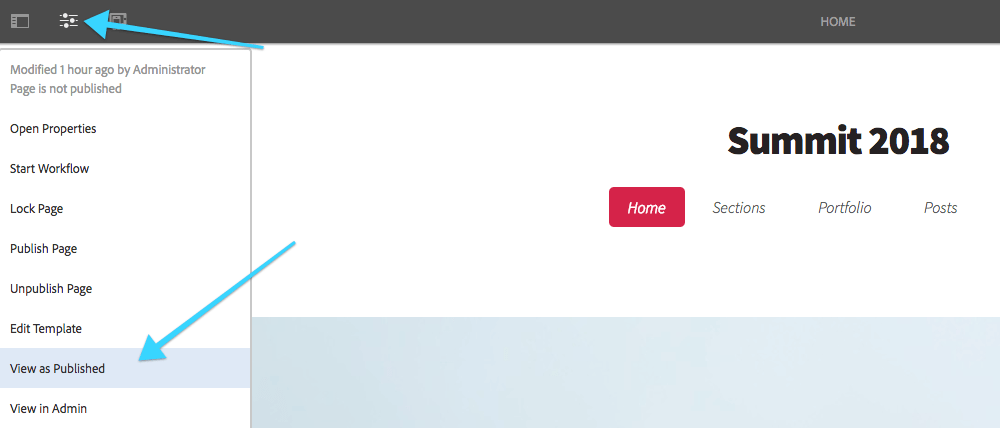 HOME
Modified 1 hour ago by Administrator
Page is not published
Open Properties
Start Workflow
Lock Page
Publish Page
Unpublish Page
Edit Template
View as Published
View in Admin
Summit 2018
Home Sections Portfolio Posts